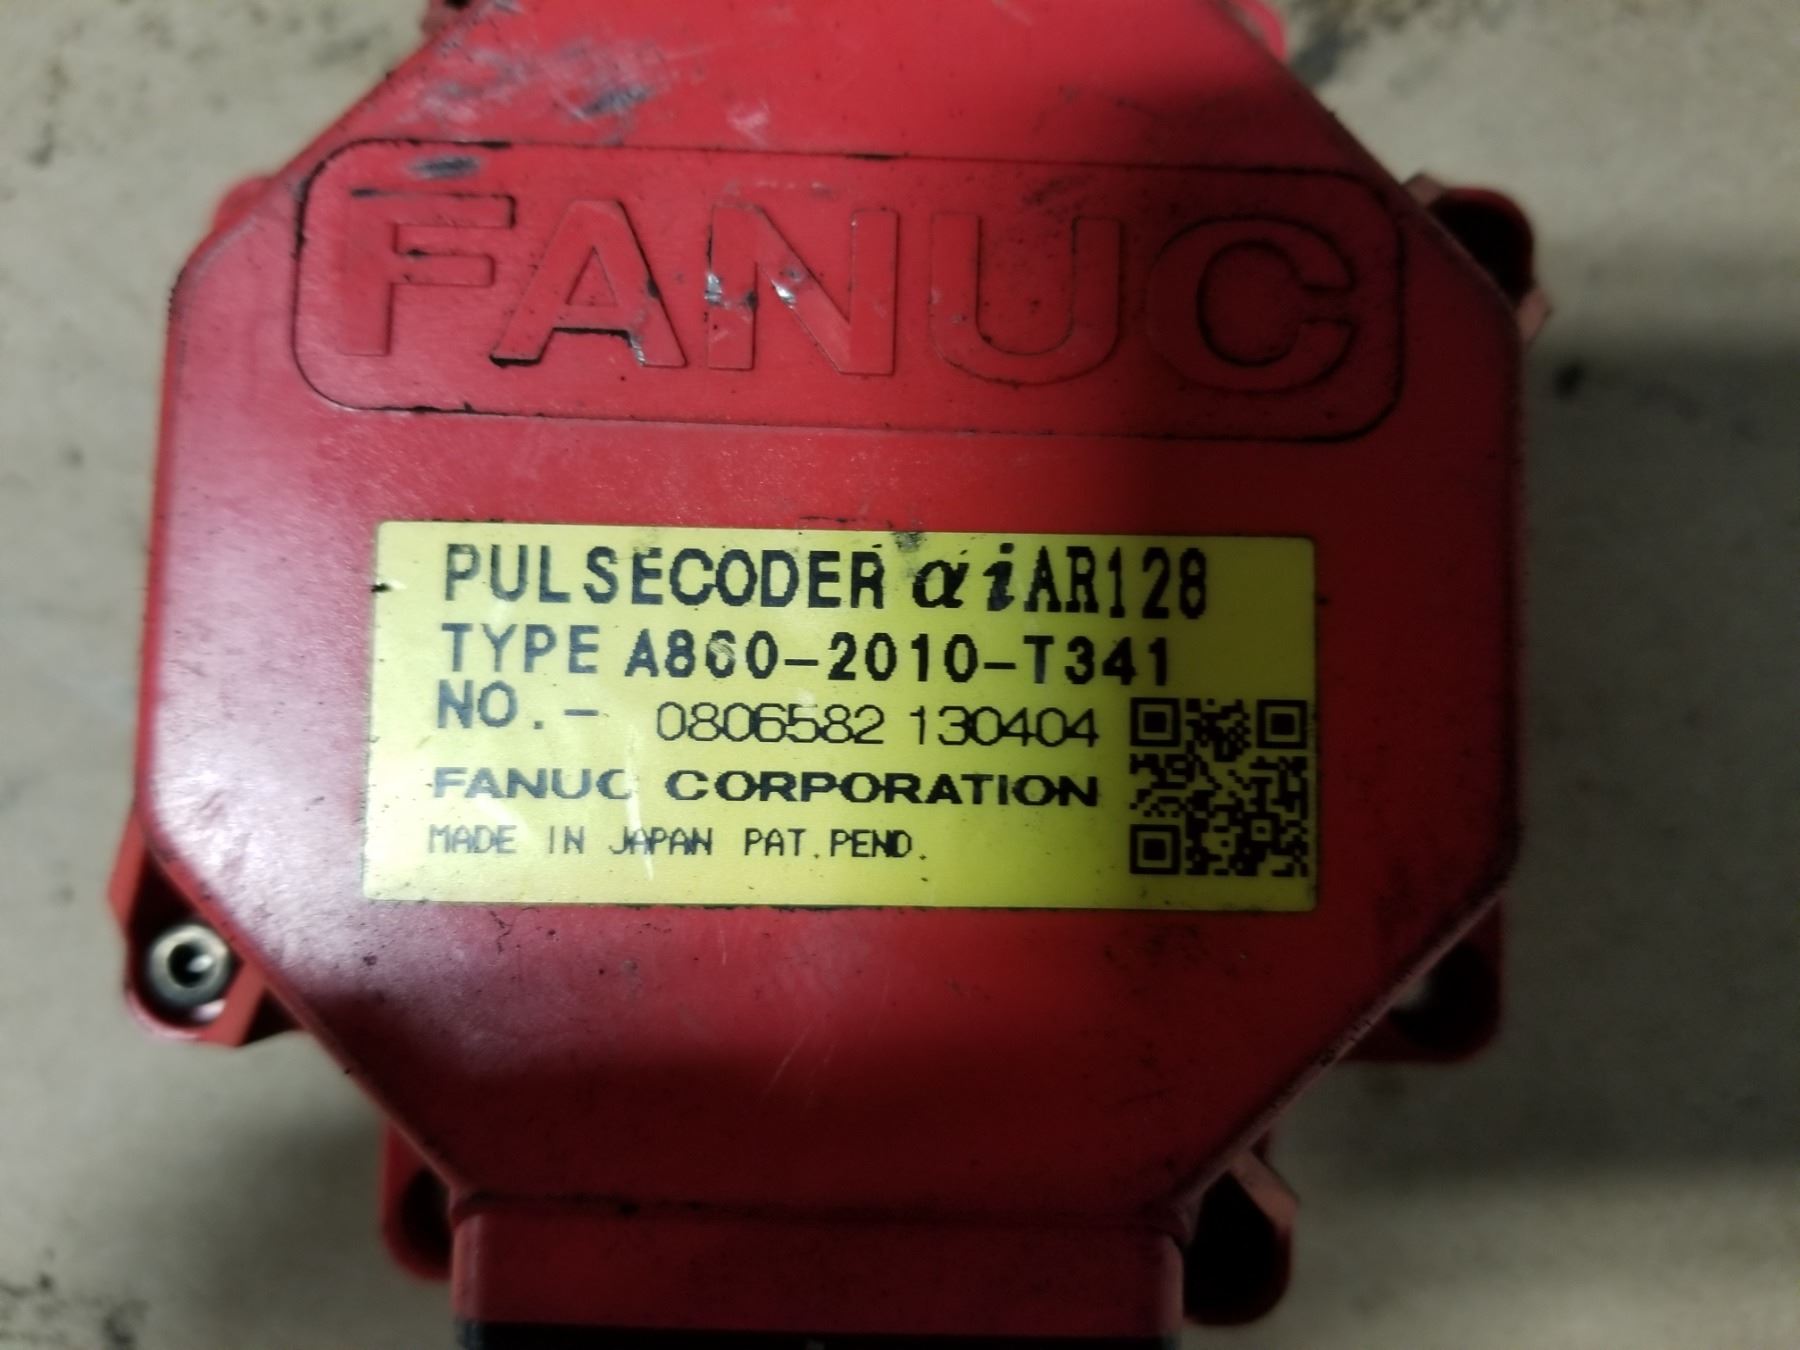 FANUC
PULSECODER αiAR128
TYPE A860-2010-T341
NO.- 0806582 130404
FANUC CORPORATION
MADE IN JAPAN PAT.PEND.